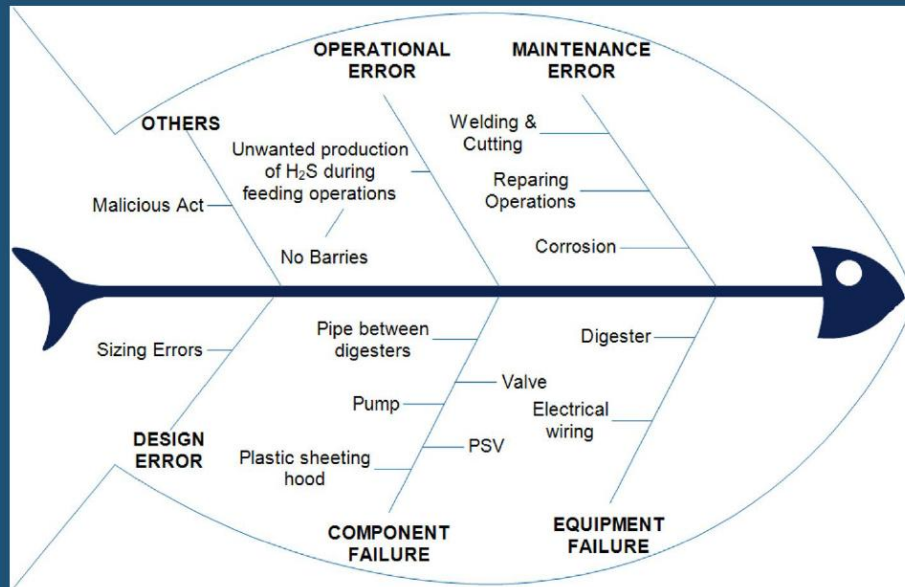 OPERATIONAL
ERROR
MAINTENANCE
ERROR
OTHERS
Welding &
Cutting
Unwanted production
of H₂S during
feeding operations
Reparing
Operations
Malicious Act
No Barries
Corrosion
Sizing Errors
Pipe between
digesters
Digester
Valve
Pump
Electrical
wiring
DESIGN
ERROR
PSV
Plastic sheeting
hood
COMPONENT
FAILURE
EQUIPMENT
FAILURE